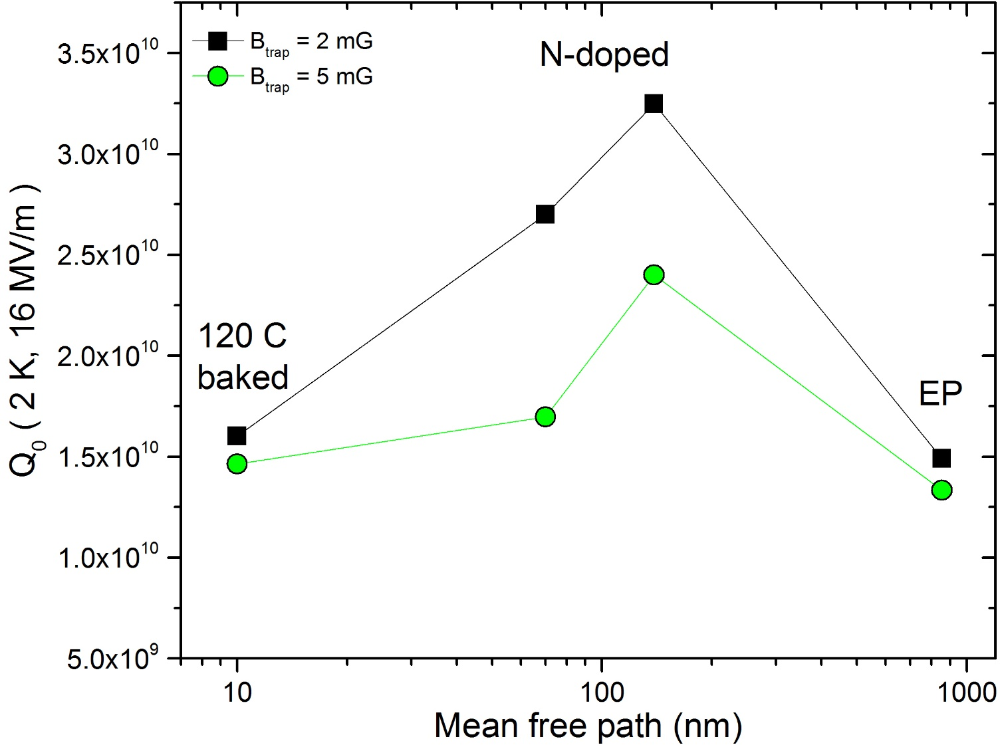 B_trap = 2 mG
B_trap = 5 mG
N-doped
120 C
baked
EP
3.5x10^10
3.0x10^10
2.5x10^10
2.0x10^10
1.5x10^10
1.0x10^10
5.0x10^9
Q_0 ( 2 K, 16 MV/m )
10 100 1000
Mean free path (nm)